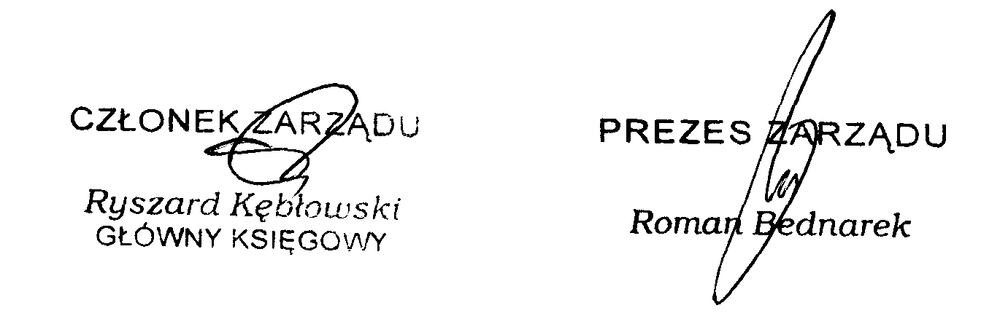 CZŁONEK ZARZĄDU
Ryszard Kębłowski
GŁÓWNY KSIĘGOWY
PREZES ZARZĄDU
Roman Bednarek